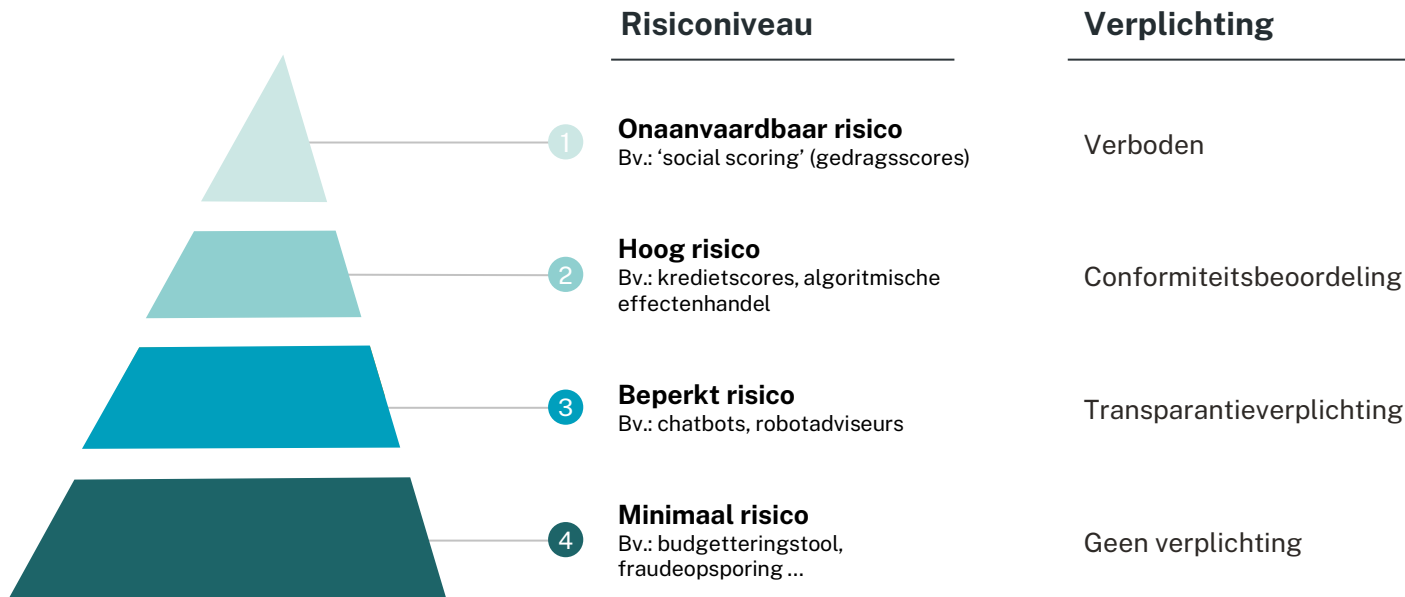 Risiconiveau
Verplichting
1
Onaanvaardbaar risico
Bv.: ‘social scoring’ (gedragsscores)
Verboden
2
Hoog risico
Bv.: kredietscores, algoritmische
effectenhandel
Conformiteitsbeoordeling
3
Beperkt risico
Bv.: chatbots, robotadviseurs
Transparantieverplichting
4
Minimaal risico
Bv.: budgetteringstool,
fraudeopsporing ...
Geen verplichting